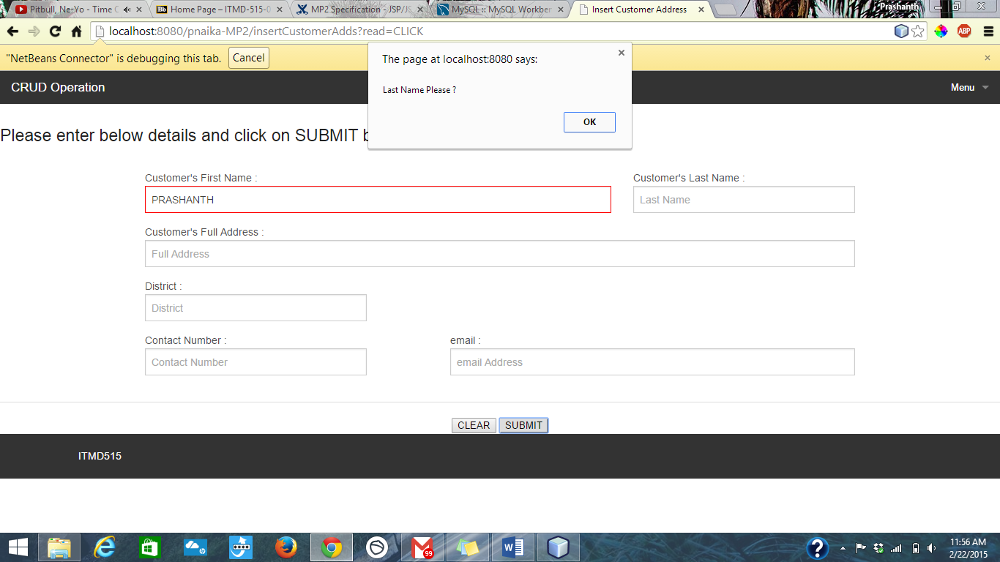 Pitbull, Ne-Yo - Time C
Home Page – ITMD-515-0
MP2 Specification - JSP/JS
MySQL :: MySQL Workber
Insert Customer Address
Prashanth
localhost:8080/pnaika-MP2/insertCustomerAdds?read=CLICK
ABP
"NetBeans Connector" is debugging this tab. Cancel
The page at localhost:8080 says:
Last Name Please ?
OK
CRUD Operation
Menu
Please enter below details and click on SUBMIT b
Customer's First Name :
Customer's Last Name :
PRASHANTH
Last Name
Customer's Full Address :
Full Address
District :
District
Contact Number :
email :
Contact Number
email Address
CLEAR SUBMIT
ITMD515
99
11:56 AM
2/22/2015